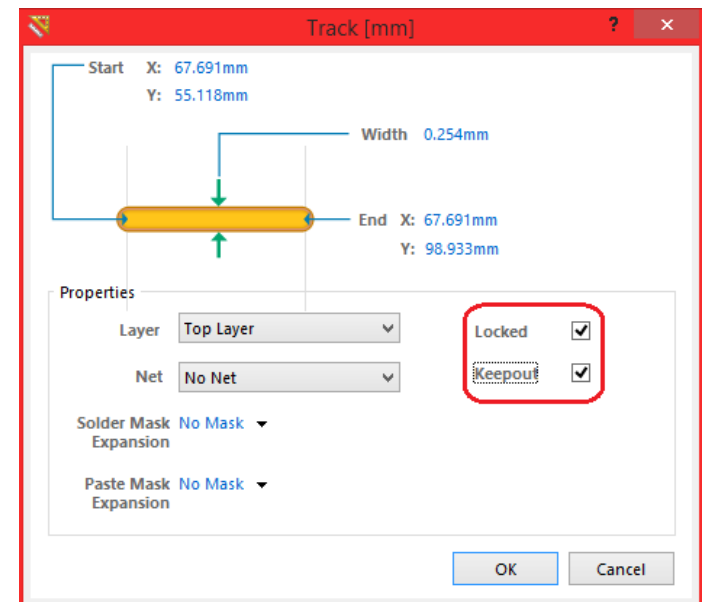 Track [mm]
?
×
Start X: 67.691mm
Y: 55.118mm
Width 0.254mm
End X: 67.691mm
Y: 98.933mm
Properties
Layer Top Layer
Locked
Net No Net
Keepout
Solder Mask No Mask
Expansion
Paste Mask No Mask
Expansion
OK
Cancel